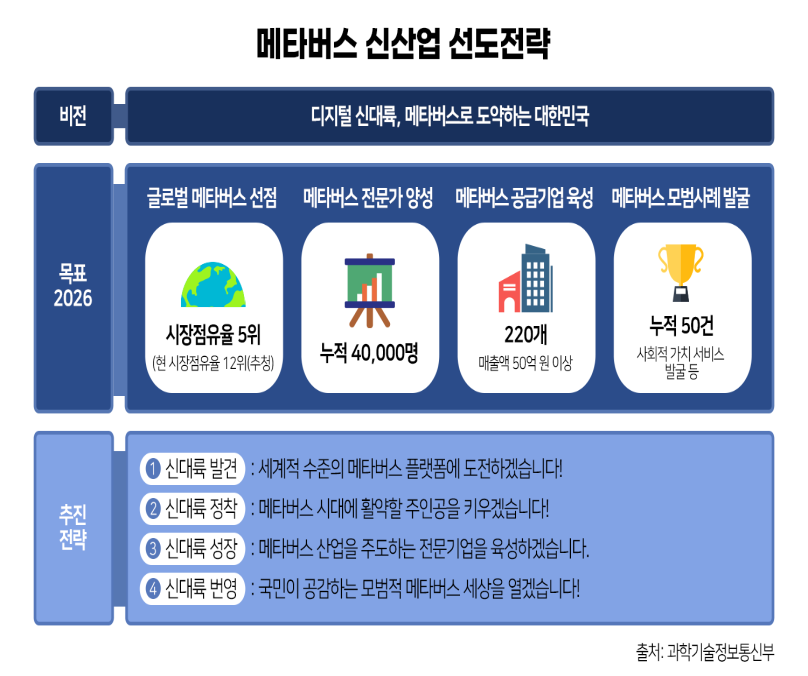 메타버스 신산업 선도전략
비전
디지털 신대륙, 메타버스로 도약하는 대한민국
목표
2026
글로벌 메타버스 선점
시장점유율 5위
(현 시장점유율 12위(추청)
메타버스 전문가 양성
누적 40,000명
메타버스 공급기업 육성
220개
매출액 50억 원 이상
메타버스 모범사례 발굴
누적 50건
사회적 가치 서비스
발굴 등
추진
전략
1 신대륙 발견 : 세계적 수준의 메타버스 플랫폼에 도전하겠습니다!
2 신대륙 정착 : 메타버스 시대에 활약할 주인공을 키우겠습니다!
3 신대륙 성장 : 메타버스 산업을 주도하는 전문기업을 육성하겠습니다.
4 신대륙 번영 : 국민이 공감하는 모범적 메타버스 세상을 열겠습니다!
출처: 과학기술정보통신부